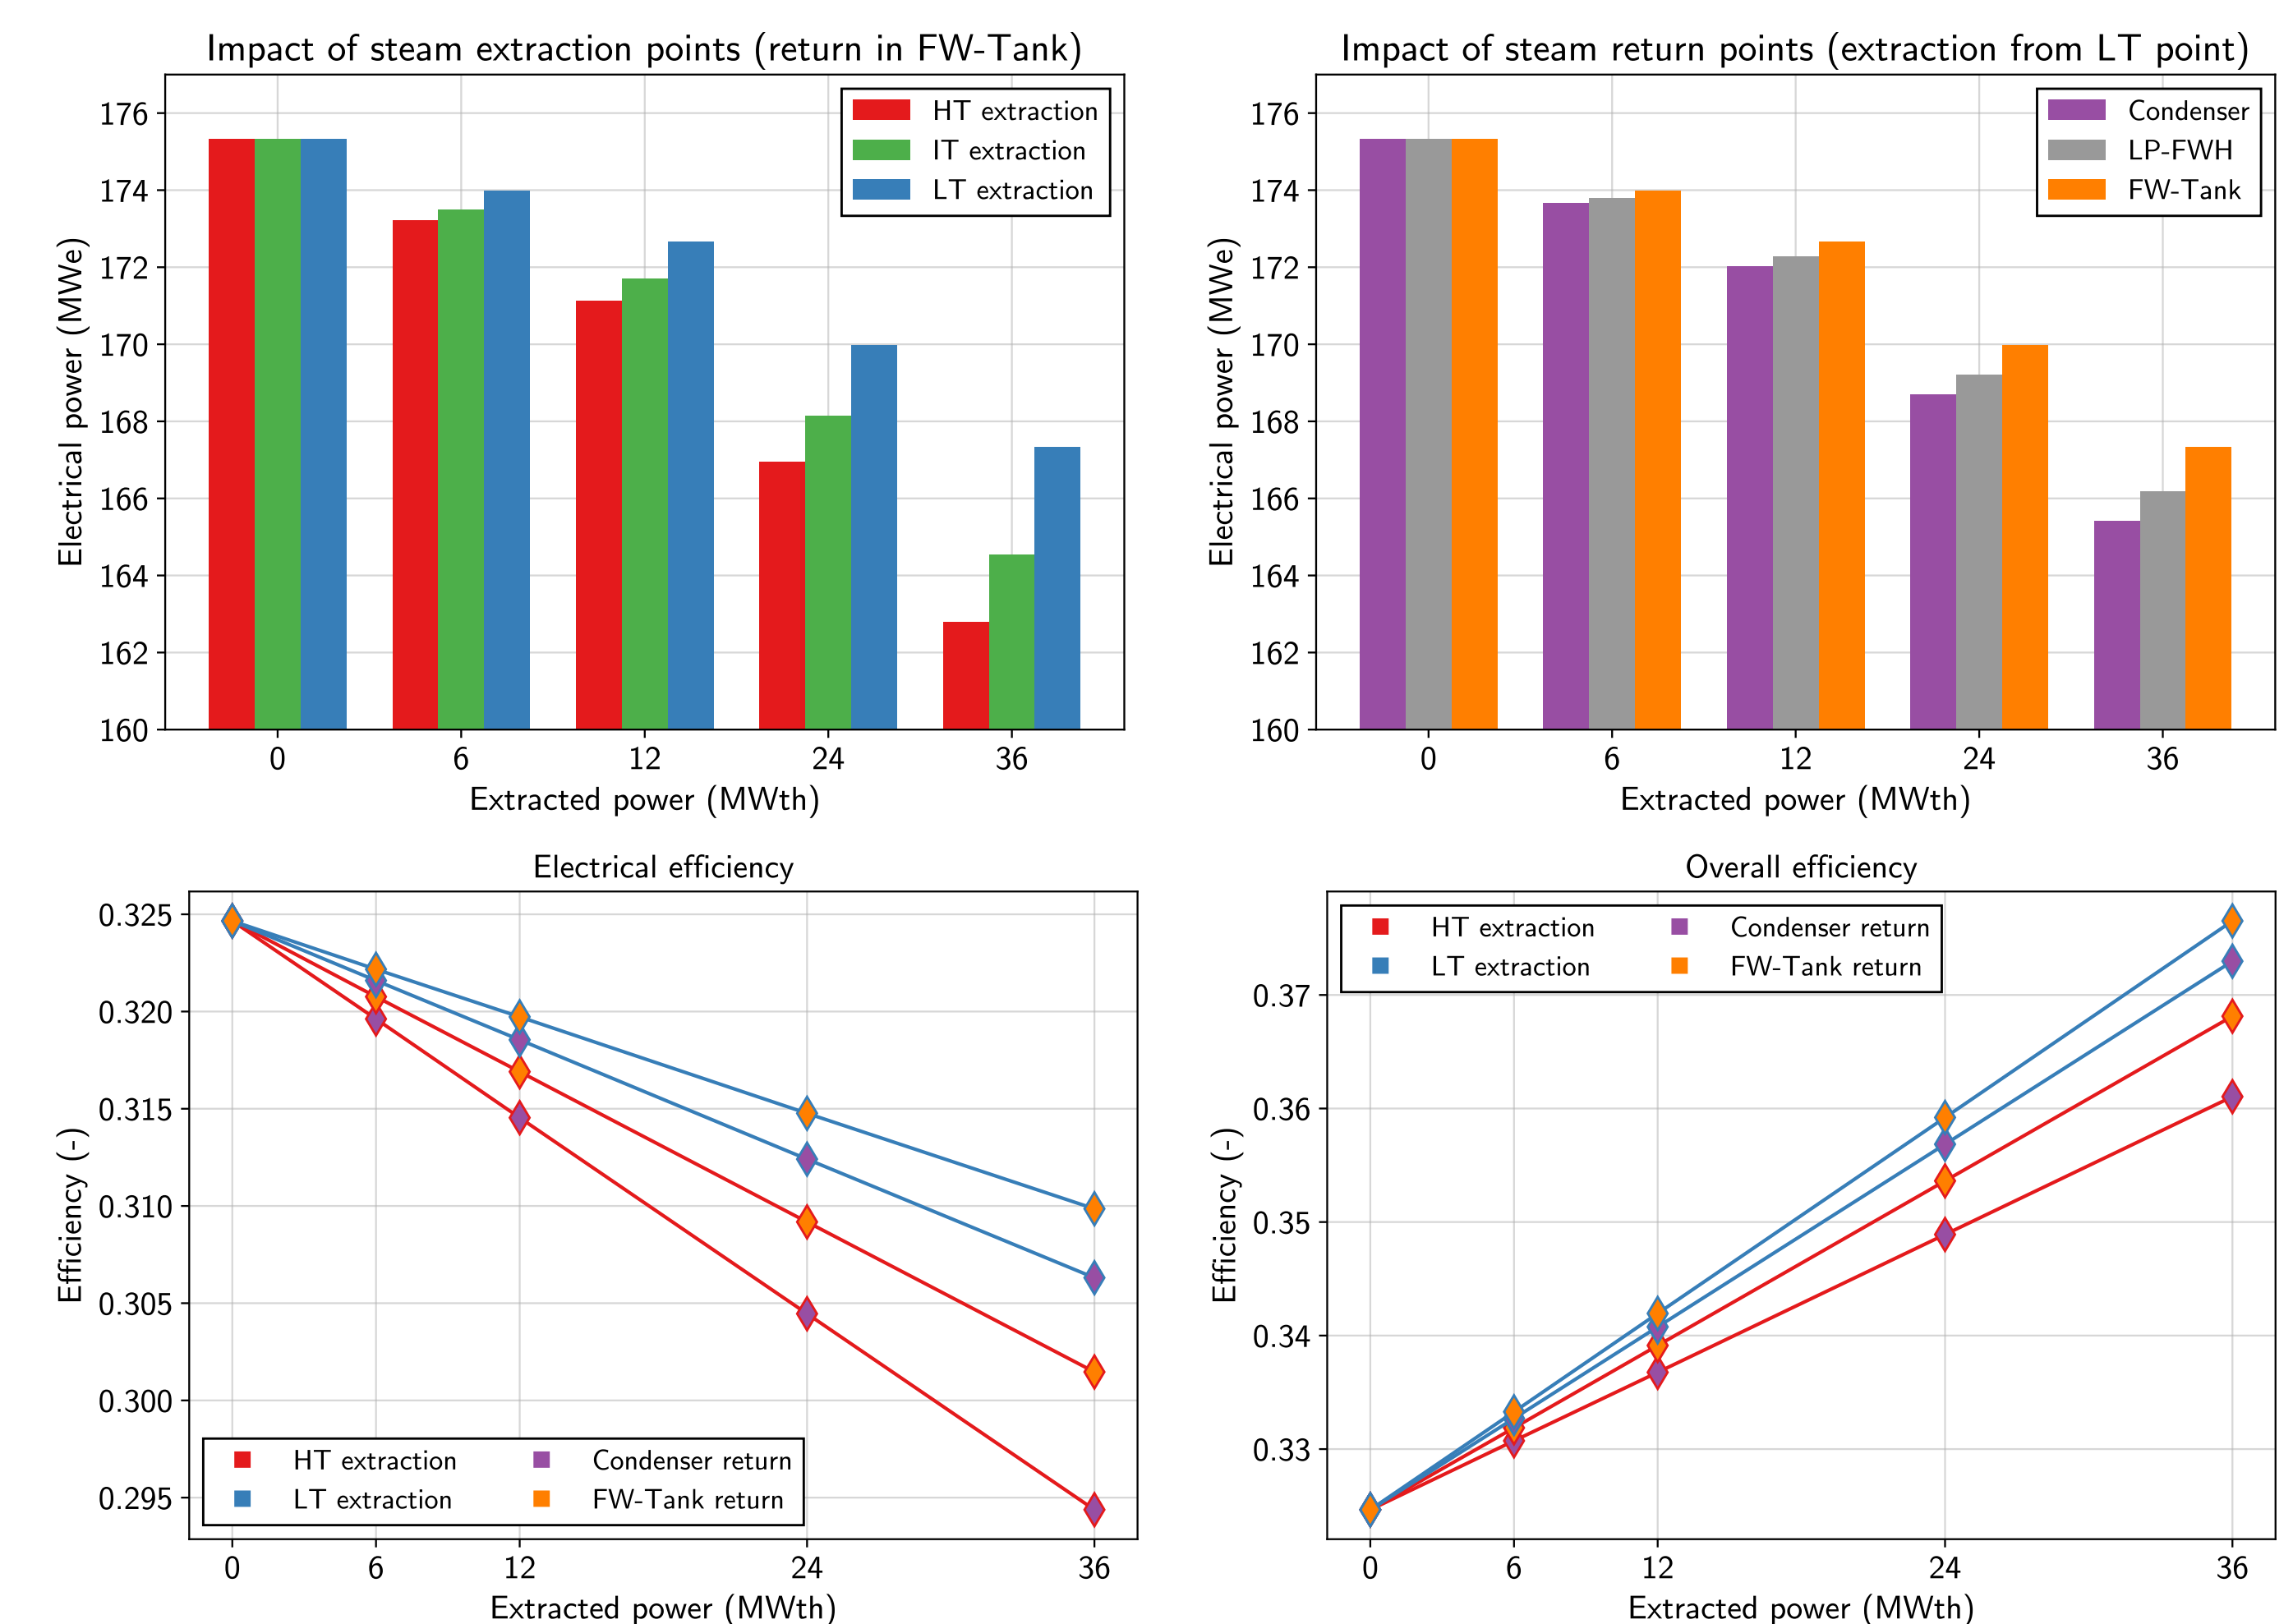 Impact of steam extraction points (return in FW-Tank)
Electrical power (MWe)
176
174
172
170
168
166
164
162
160
HT extraction
IT extraction
LT extraction
0 6 12 24 36
Extracted power (MWth)
Impact of steam return points (extraction from LT point)
Electrical power (MWe)
176
174
172
170
168
166
164
162
160
Condenser
LP-FWH
FW-Tank
0 6 12 24 36
Extracted power (MWth)
Electrical efficiency
Efficiency (-)
0.325
0.320
0.315
0.310
0.305
0.300
0.295
HT extraction Condenser return
LT extraction FW-Tank return
0 6 12 24 36
Extracted power (MWth)
Overall efficiency
Efficiency (-)
HT extraction Condenser return
LT extraction FW-Tank return
0.37
0.36
0.35
0.34
0.33
0 6 12 24 36
Extracted power (MWth)